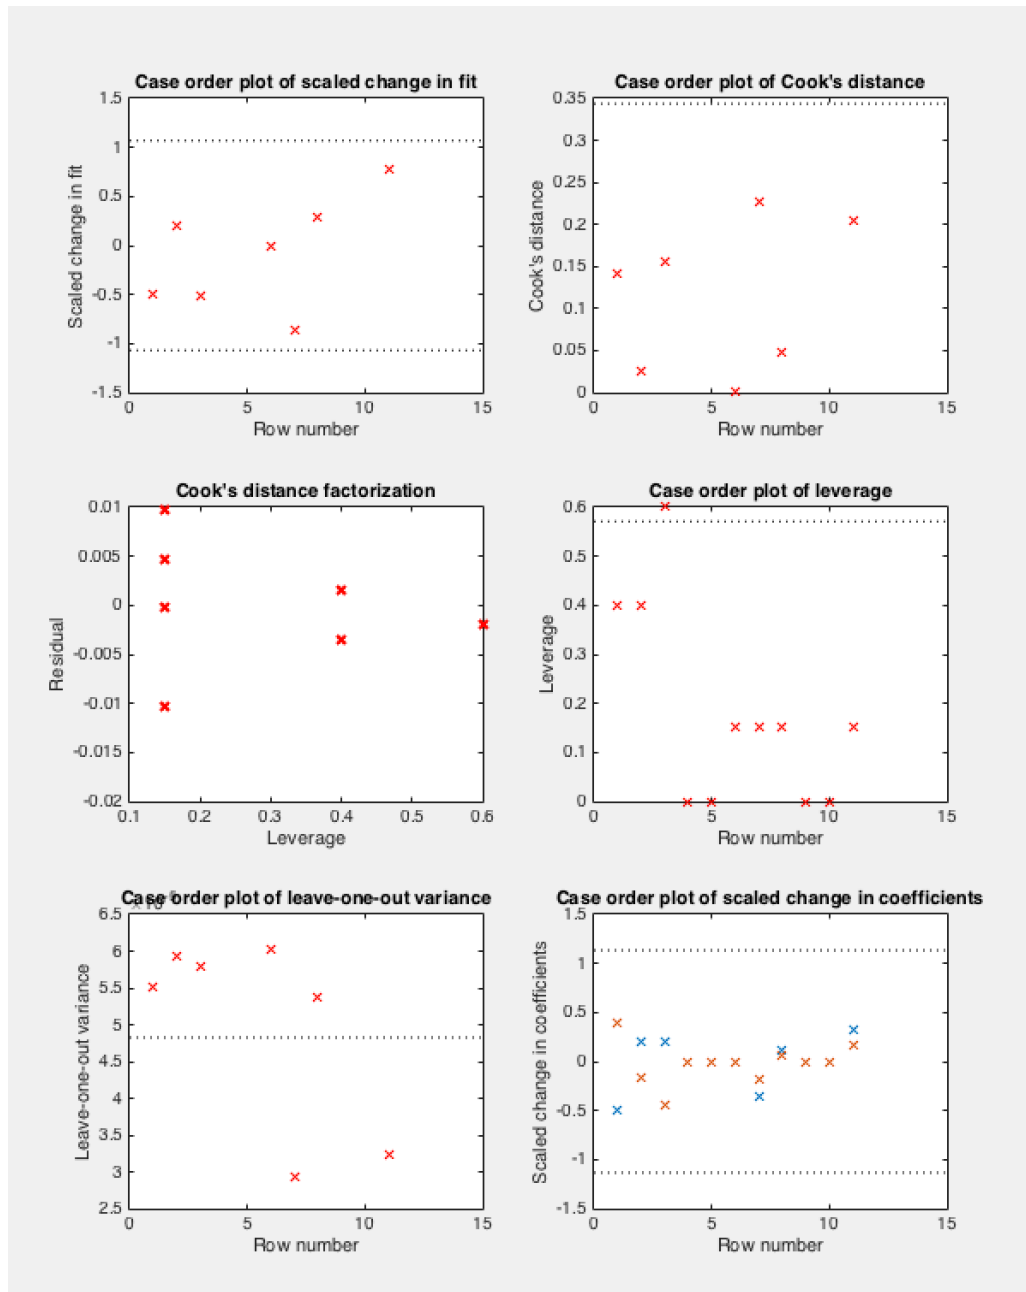 Case order plot of scaled change in fit
1.5
1
0.5
0
-0.5
-1
-1.5
Scaled change in fit
0 5 10 15
Row number
Case order plot of Cook's distance
0.35
0.3
0.25
0.2
0.15
0.1
0.05
0
Cook's distance
0 5 10 15
Row number
Cook's distance factorization
0.01
0.005
0
-0.005
-0.01
-0.015
-0.02
Residual
0.1 0.2 0.3 0.4 0.5 0.6
Leverage
Case order plot of leverage
0.6
0.5
0.4
0.3
0.2
0.1
0
Leverage
0 5 10 15
Row number
Case order plot of leave-one-out variance
6.5
6
5.5
5
4.5
4
3.5
3
2.5
Leave-one-out variance
0 5 10 15
Row number
Case order plot of scaled change in coefficients
1.5
1
0.5
0
-0.5
-1
-1.5
Scaled change in coefficients
0 5 10 15
Row number